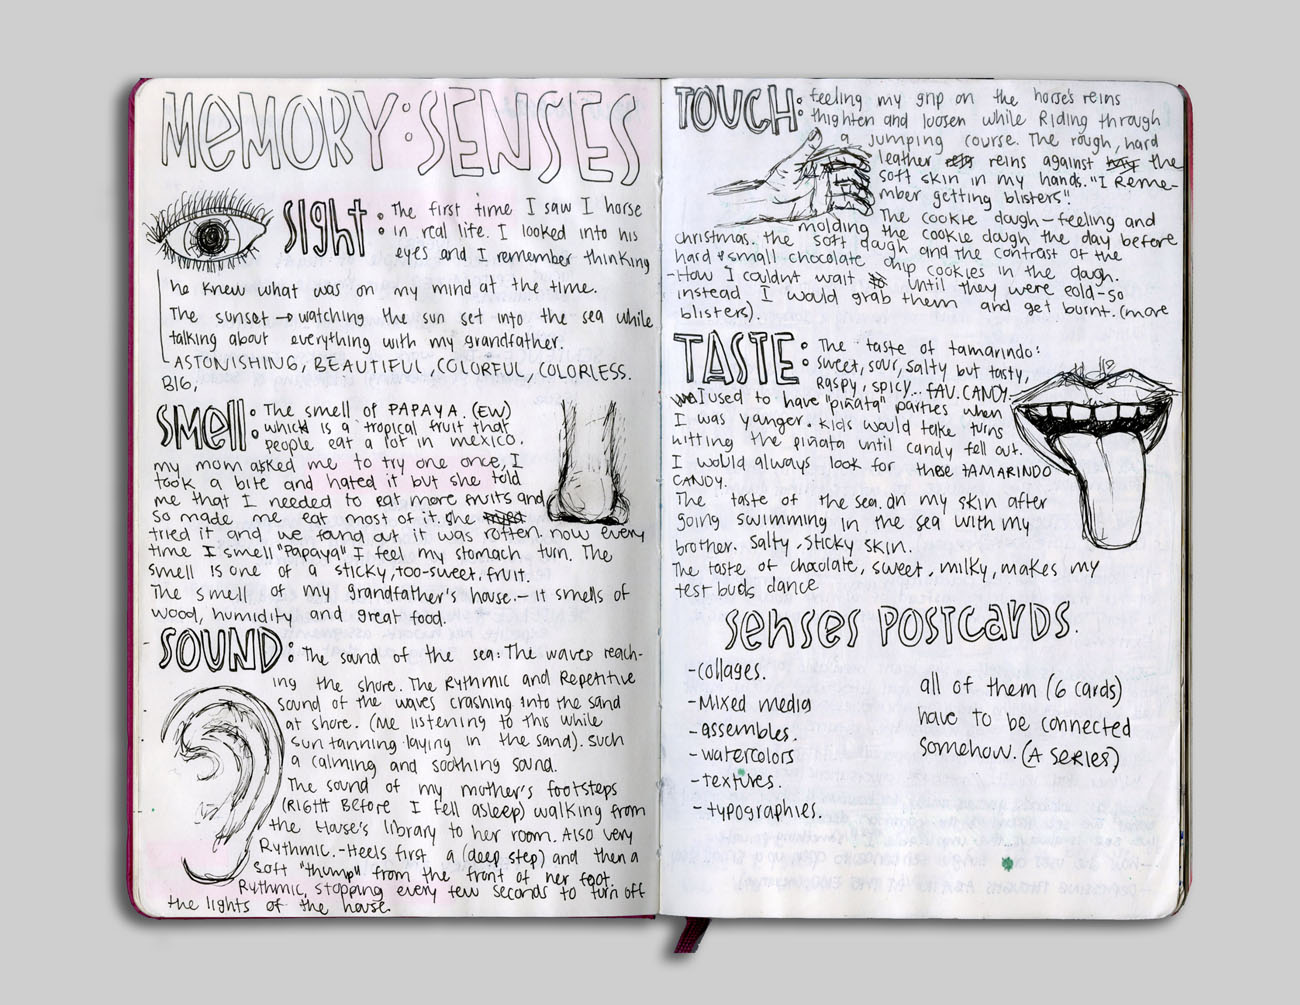 MEMORY:SENSES
Sight: The first time I saw I horse
in real life. I looked into his
eyes and I remember thinking
he knew what was on my mind at the time.
The sunset → watching the sun set into the sea while
talking about everything with my grandfather.
-ASTONISHING, BEAUTIFUL, COLORFUL, COLORLESS.
BIG,
Smell: The smell of PAPAYA. (EW)
which is a tropical fruit that
people eat a lot in mexico.
my mom asked me to try one once, I
took a bite and hated it but she told
me that I needed to eat more fruits and
so made me eat most of it. She
tried it and we found out it was rotten. now every
time I smell "Papaya" I feel my stomach turn. The
smell is one of a sticky, too-sweet, fruit.
The smell of my grandfather's house.- it smells of
wood, humidity and great food.
SOUND: The sound of the sea: The waves reach-
ing the shore. The Rythmic and Repetitive
sound of the waves crashing into the sand
at shore. (me listening to this while
sun tanning laying in the sand). such
a calming and soothing sound.
The sound of my mother's footsteps
(RIGHT BEFORE I fell asleep) walking from
the House's library to her room. Also very
Rythmic.-Heels first a (deep step) and then a
soft "thump" from the front of her foot.
Rythmic, stopping every few seconds to turn off
the lights of the house.
TOUCH: feeling my grip on the horse's reins
thighten and loosen while Riding through
a jumping course. The rough, hard
leather reins against the
soft skin in my hands. "I Reme-
mber getting blisters"
The cookie dough-feeling and
molding the cookie dough the day before
christmas. the soft dough and the contrast of the
hard & small chocolate chip cookies in the dough.
-How I couldnt wait until they were cold-so
instead I would grab them and get burnt. (more
blisters).
TASTE: The taste of tamarindo:
sweet, sour, salty but tasty,
Raspy, spicy... FAV. CANDY.
I used to have "piñata" parties when
I was yanger. kids would take turns
hitting the piñata until candy fell out.
I would always look for these TAMARINDO
CANDY.
The taste of the sea. on my skin after
going swimming in the sea with my
brother. Salty, sticky skin.
The taste of chocolate, sweet, milky, makes my
test buds dance
senses POSTCARDS.
-collages.
-Mixed media
-assembles.
-watercolors
-textures.
-typographies.
all of them (6 cards)
have to be connected
somehow. (A SERIES)